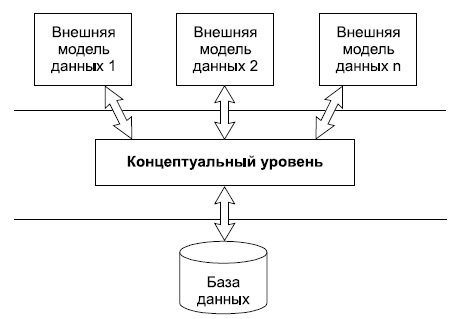 Внешняя
модель
данных 1
Внешняя
модель
данных 2
Внешняя
модель
данных n
Концептуальный уровень
База
данных